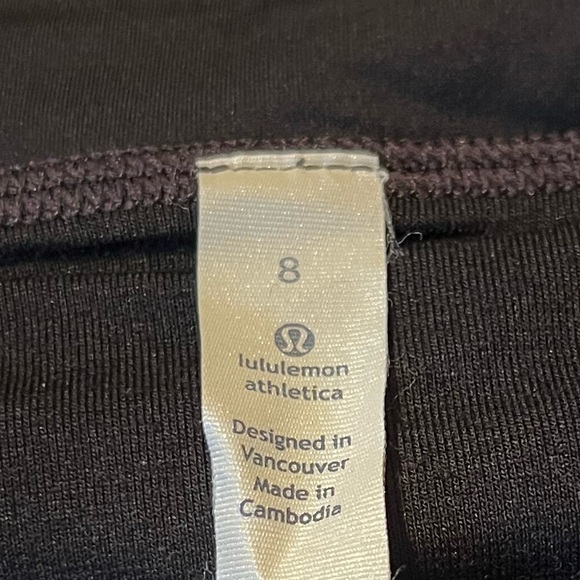 8
lululemon
athletica
Designed in
Vancouver
Made in
Cambodia